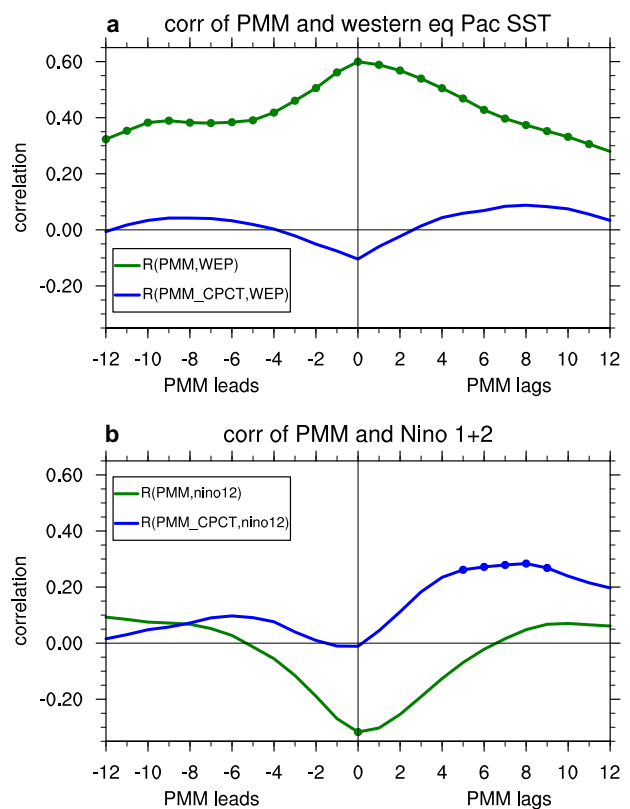 a corr of PMM and western eq Pac SST
0.60
0.40
0.20
0.00
-0.20
correlation
R(PMM,WEP)
R(PMM_CPCT,WEP)
-12 -10 -8 -6 -4 -2 0 2 4 6 8 10 12
PMM leads PMM lags
b corr of PMM and Nino 1+2
0.60
0.40
0.20
0.00
-0.20
correlation
R(PMM,nino12)
R(PMM_CPCT,nino12)
-12 -10 -8 -6 -4 -2 0 2 4 6 8 10 12
PMM leads PMM lags